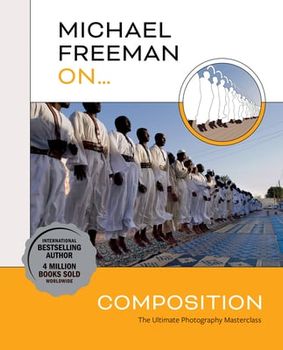 MICHAEL
FREEMAN
ON...
INTERNATIONAL
BESTSELLING
AUTHOR
4 MILLION
BOOKS SOLD
WORLDWIDE
COMPOSITION
The Ultimate Photography Masterclass